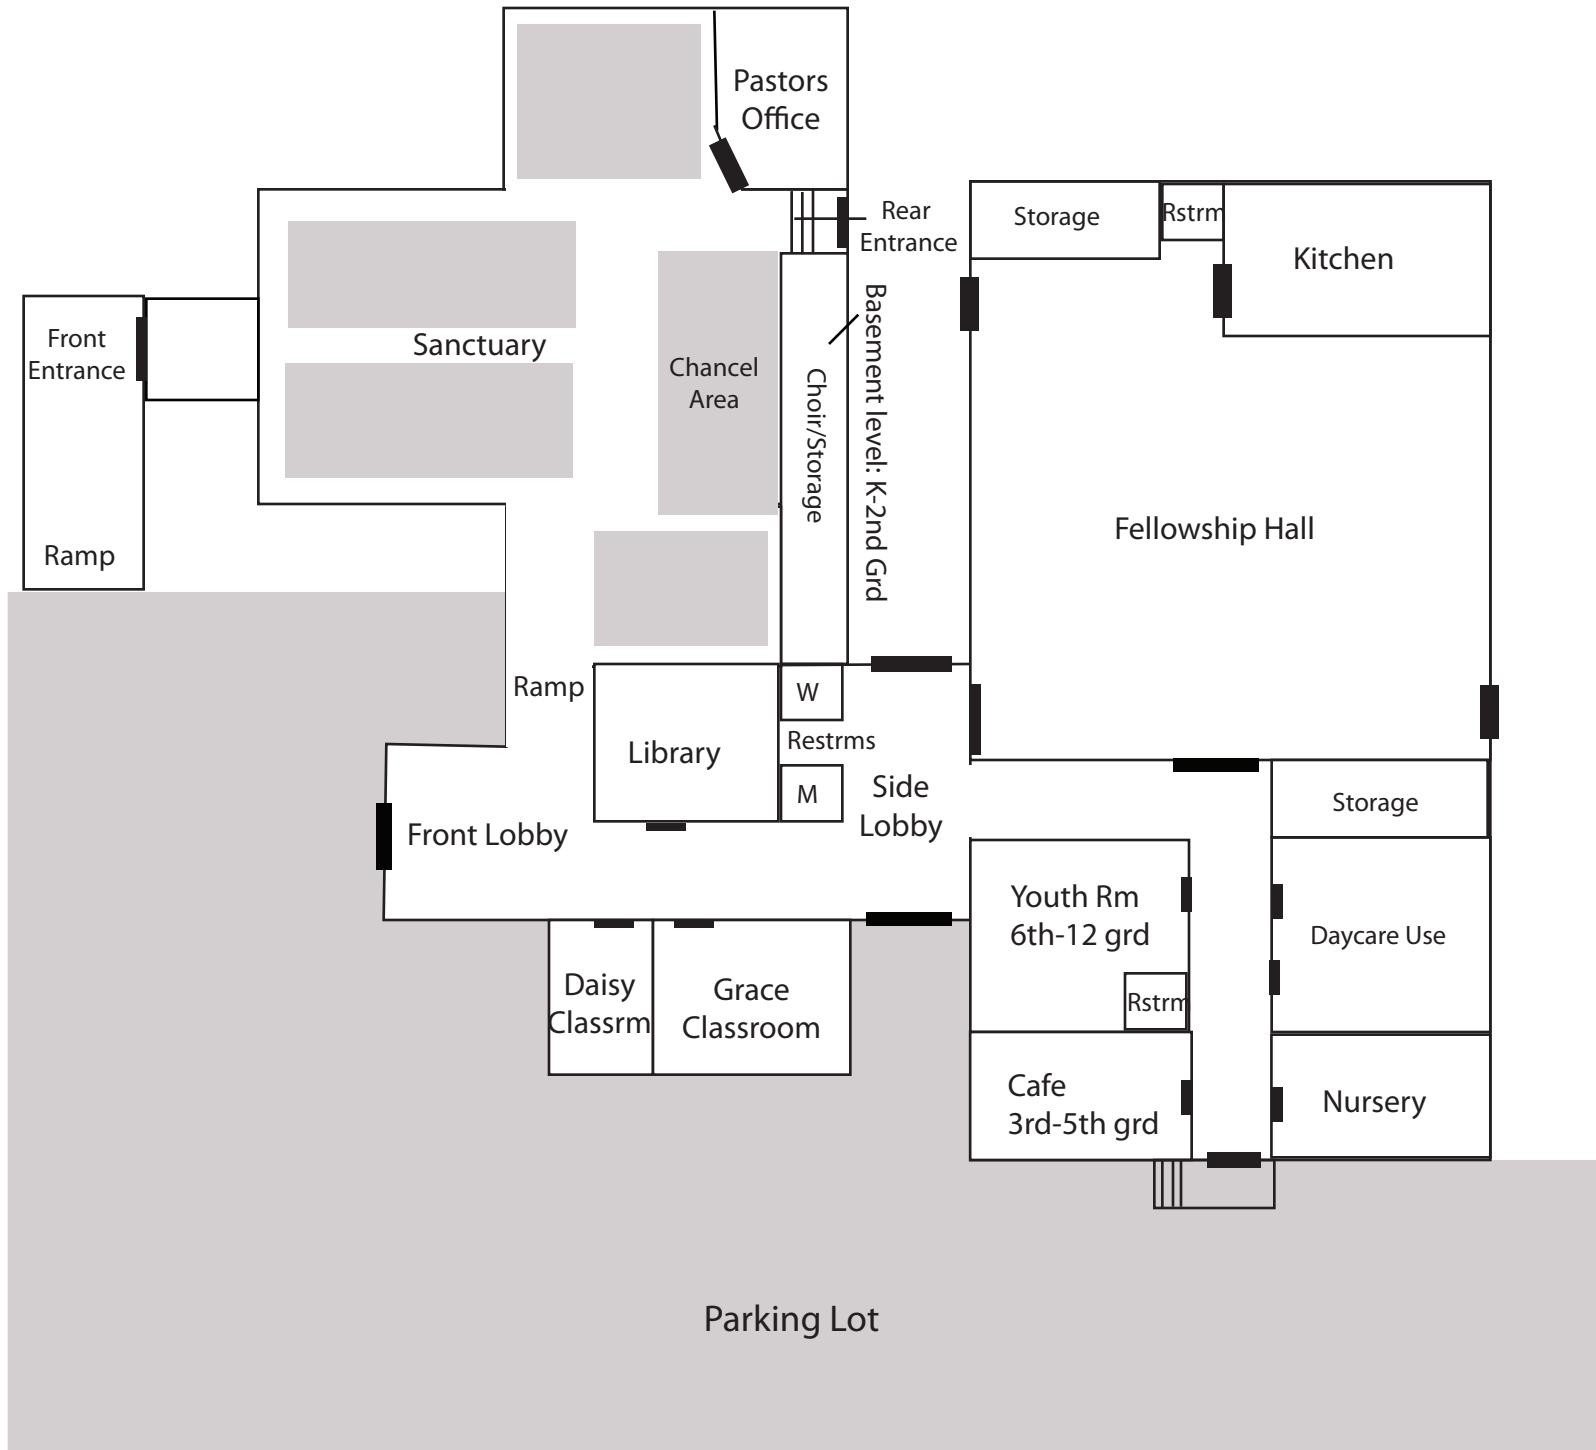 Pastors
Office
Rear
Entrance
Storage
Rstrm
Kitchen
Front
Entrance
Sanctuary
Chancel
Area
Choir/Storage
Basement level: K-2nd Grd
Fellowship Hall
Ramp
Ramp
Library
W
Restrms
M
Side
Lobby
Front Lobby
Storage
Youth Rm
6th-12 grd
Rstrm
Daycare Use
Daisy
Classrm
Grace
Classroom
Cafe
3rd-5th grd
Nursery
Parking Lot